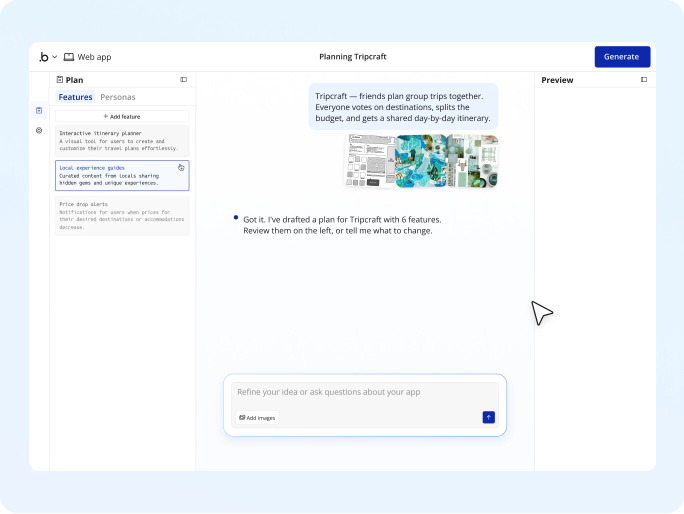 b
Web app
Planning Tripcraft
Generate
Plan
Features
Personas
+ Add feature
Interactive itinerary planner
A visual tool for users to create and
customize their travel plans effortlessly.
Local experience guides
Curated content from locals sharing
hidden gems and unique experiences.
Price drop alerts
Notifications for users when prices for
their desired destinations or accommodations
decrease.
Tripcraft — friends plan group trips together.
Everyone votes on destinations, splits the
budget, and gets a shared day-by-day itinerary.
Got it. I've drafted a plan for Tripcraft with 6 features.
Review them on the left, or tell me what to change.
Refine your idea or ask questions about your app
Add images
Preview